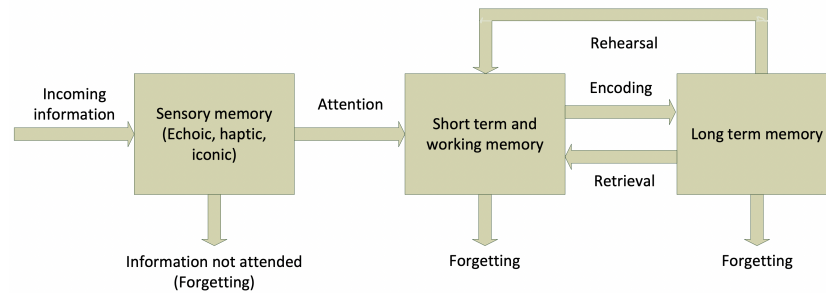 Rehearsal
Incoming
information
Sensory memory
(Echoic, haptic,
iconic)
Attention
Short term and
working memory
Encoding
Retrieval
Long term memory
Information not attended
(Forgetting)
Forgetting
Forgetting